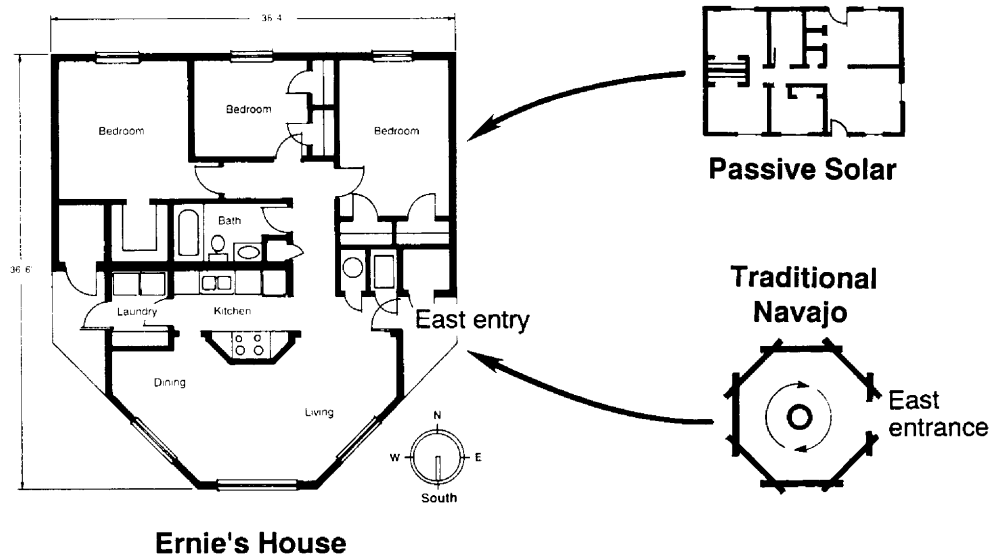 36'-4"
Bedroom
Bedroom
Bedroom
Passive Solar
Bath
36'-6"
Laundry
Kitchen
East entry
Traditional
Navajo
Dining
Living
East
entrance
N
W
E
South
Ernie's House